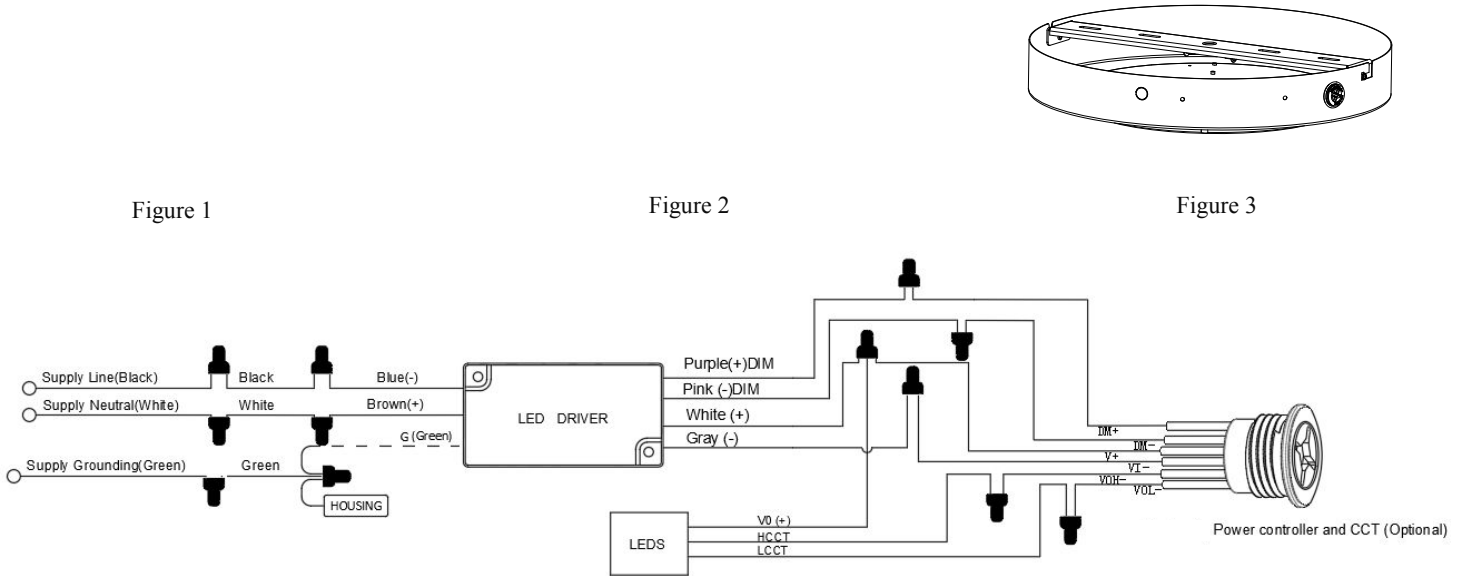 Figure 1
Figure 2
Figure 3
Supply Line(Black)
Black
Blue(-)
Supply Neutral(White)
White
Brown(+)
G (Green)
Supply Grounding(Green)
Green
HOUSING
LED DRIVER
Purple(+)DIM
Pink (-)DIM
White (+)
Gray (-)
LEDS
V0 (+)
HCCT
LCCT
DM+
DM-
V+
VI-
VOH-
VOL-
Power controller and CCT (Optional)